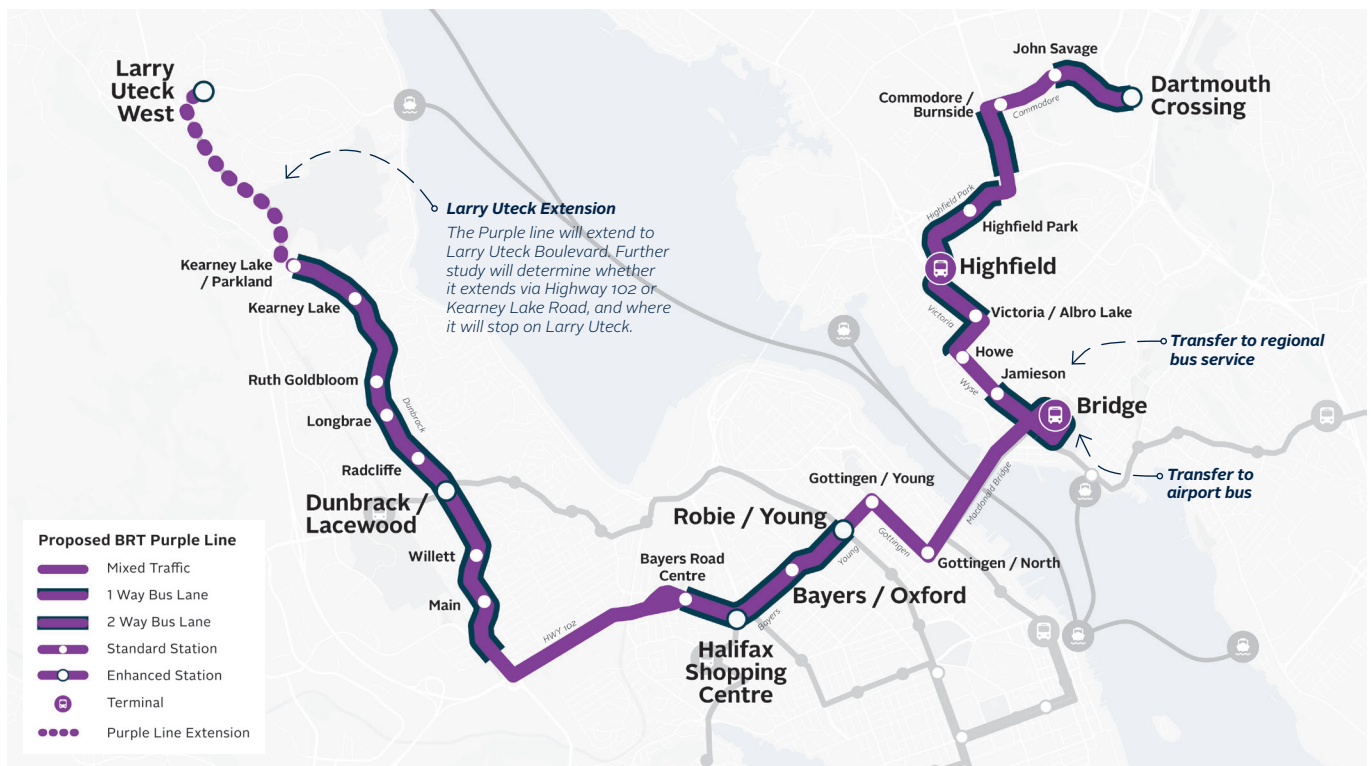 Larry
Uteck
West
Kearney Lake
/ Parkland
Kearney Lake
Ruth Goldbloom
Longbrae
Dunbrack
Radcliffe
Dunbrack /
Lacewood
Willett
Main
HWY 102
Bayers Road
Centre
Halifax
Shopping
Centre
Bayers
Bayers / Oxford
Robie / Young
Young
Gottingen / Young
Gottingen
Gottingen / North
Macdonald Bridge
Bridge
Jamieson
Wyse
Howe
Victoria / Albro Lake
Victoria
Highfield
Highfield Park
Highfield Park
Commodore /
Burnside
Commodore
John Savage
Dartmouth
Crossing
Larry Uteck Extension
The Purple line will extend to
Larry Uteck Boulevard. Further
study will determine whether
it extends via Highway 102 or
Kearney Lake Road, and where
it will stop on Larry Uteck.
Transfer to regional
bus service
Transfer to
airport bus
Proposed BRT Purple Line
Mixed Traffic
1 Way Bus Lane
2 Way Bus Lane
Standard Station
Enhanced Station
Terminal
Purple Line Extension